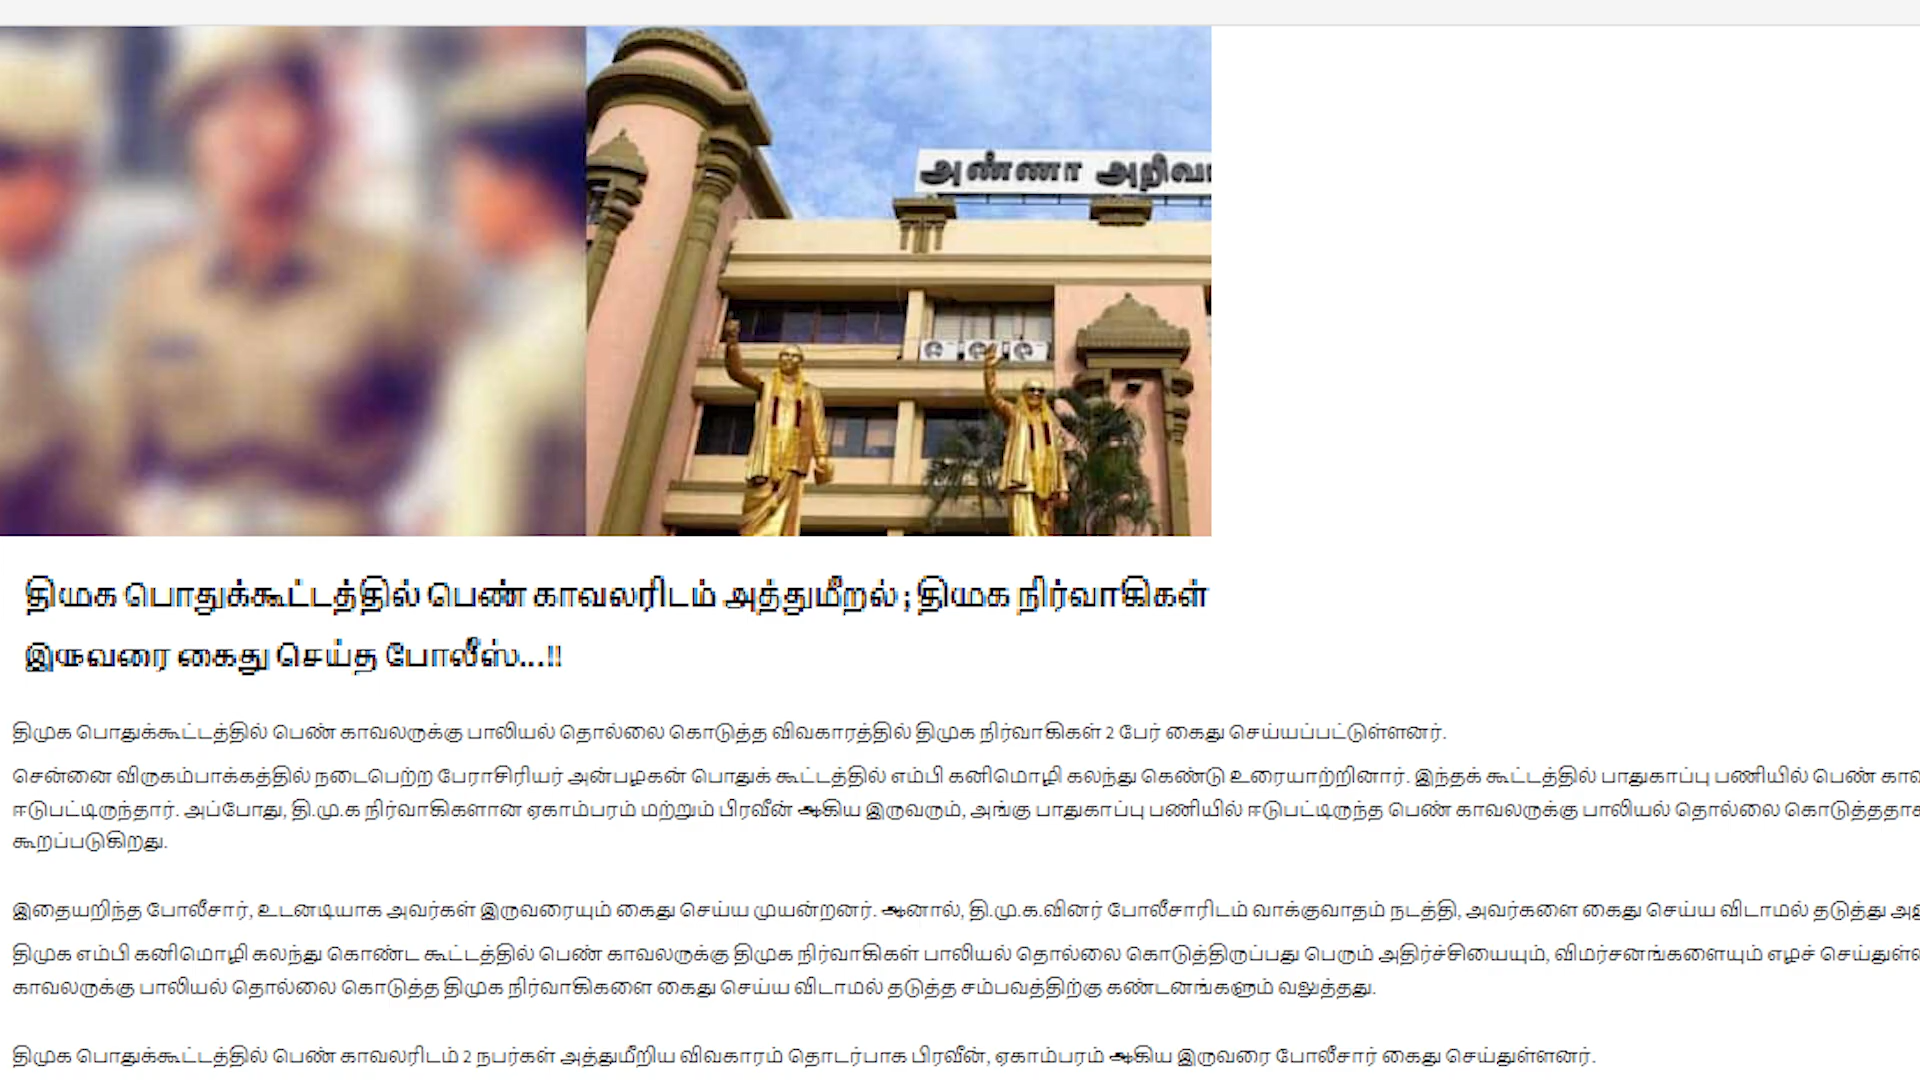 அண்ணா
திமுக பொதுக்கூட்டத்தில் பெண் காவலரிடம் அத்துமீறல் ; திமுக நிர்வாகிகள்
இருவரை கைது செய்த போலீஸ்...!!
திமுக பொதுக்கூட்டத்தில் பெண் காவலருக்கு பாலியல் தொல்லை கொடுத்த விவகாரத்தில் திமுக நிர்வாகிகள் 2 பேர் கைது செய்யப்பட்டுள்ளனர்.
சென்னை விருகம்பாக்கத்தில் நடைபெற்ற பேராசிரியர் அன்பழகன் பொதுக் கூட்டத்தில் எம்பி கனிமொழி கலந்து கெண்டு உரையாற்றினார். இந்தக் கூட்டத்தில் பாதுகாப்பு பணியில் பெண்
ஈடுபட்டிருந்தார். அப்போது, தி.மு.க நிர்வாகிகளான ஏகாம்பரம் மற்றும் பிரவீன் ஆகிய இருவரும், அங்கு பாதுகாப்பு பணியில் ஈடுபட்டிருந்த பெண் காவலருக்கு பாலியல் தொல்லை கொடுத்ததாக
கூறப்படுகிறது.
இதையறிந்த போலீசார், உடனடியாக அவர்கள் இருவரையும் கைது செய்ய முயன்றனர். ஆனால், தி.மு.க.வினர் போலீசாரிடம் வாக்குவாதம் நடத்தி, அவர்களை கைது செய்ய விடாமல் தடுத்து
திமுக எம்பி கனிமொழி கலந்து கொண்ட கூட்டத்தில் பெண் காவலருக்கு திமுக நிர்வாகிகள் பாலியல் தொல்லை கொடுத்திருப்பது பெரும் அதிர்ச்சியையும், விமர்சனங்களையும் எழச்
காவலருக்கு பாலியல் தொல்லை கொடுத்த திமுக நிர்வாகிகளை கைது செய்ய விடாமல் தடுத்த சம்பவத்திற்கு கண்டனங்களும் வலுத்தது.
திமுக பொதுக்கூட்டத்தில் பெண் காவலரிடம் 2 நபர்கள் அத்துமீறிய விவகாரம் தொடர்பாக பிரவீன், ஏகாம்பரம் ஆகிய இருவரை போலீசார் கைது செய்துள்ளனர்.